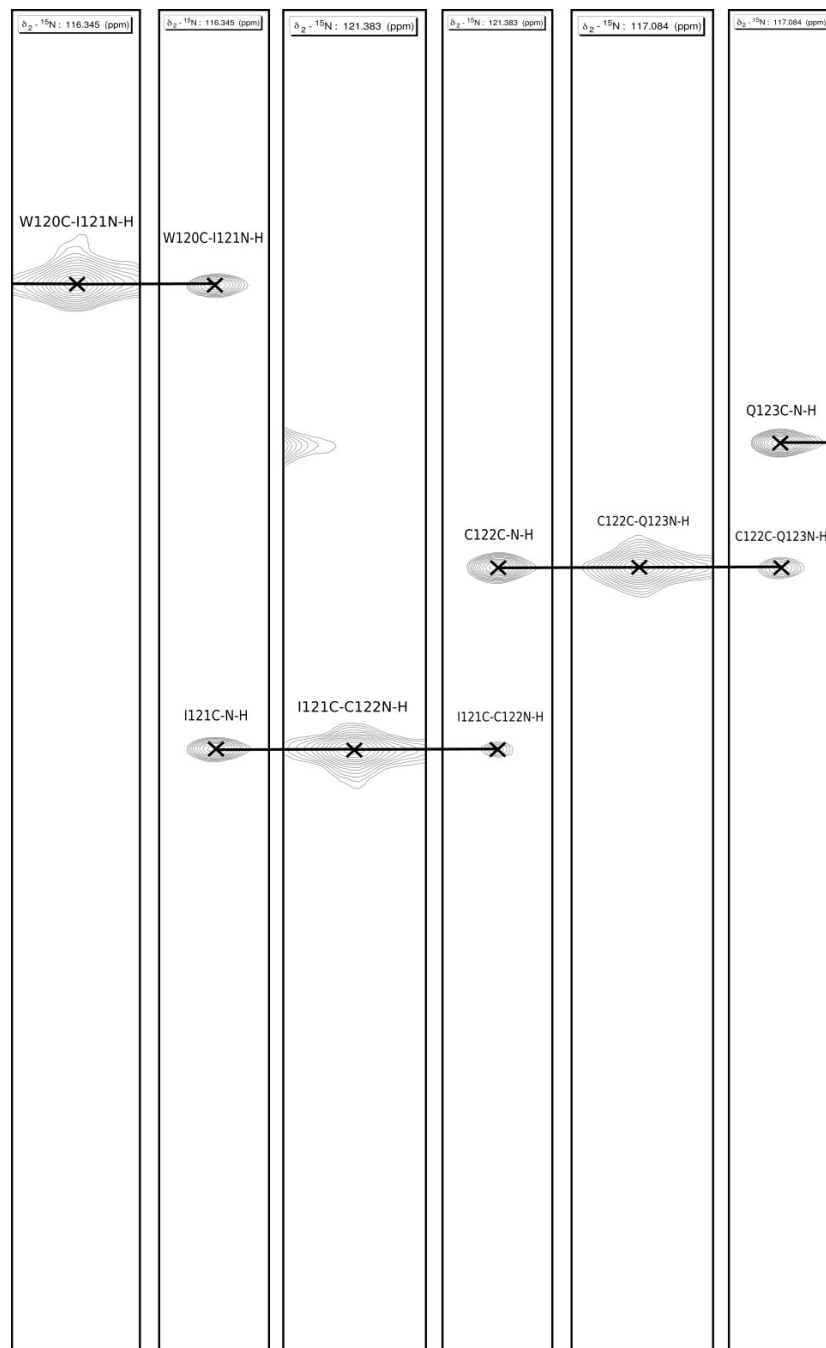 δ₂ - ¹⁵N : 116.345 (ppm)
δ₂ - ¹⁵N : 116.345 (ppm)
δ₂ - ¹⁵N : 121.383 (ppm)
δ₂ - ¹⁵N : 121.383 (ppm)
δ₂ - ¹⁵N : 117.084 (ppm)
δ₂ - ¹⁵N : 117.084 (ppm)
W120C-I121N-H
W120C-I121N-H
Q123C-N-H
C122C-N-H
C122C-Q123N-H
C122C-Q123N-H
I121C-N-H
I121C-C122N-H
I121C-C122N-H